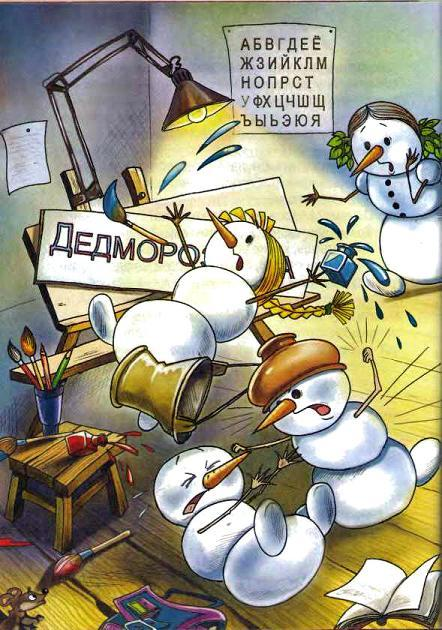 АБВГДЕЁ
ЖЗИЙКЛМ
НОПРСТ
УФХЦЧШЩ
ЪЫЬЭЮЯ
ДЕДМОРО